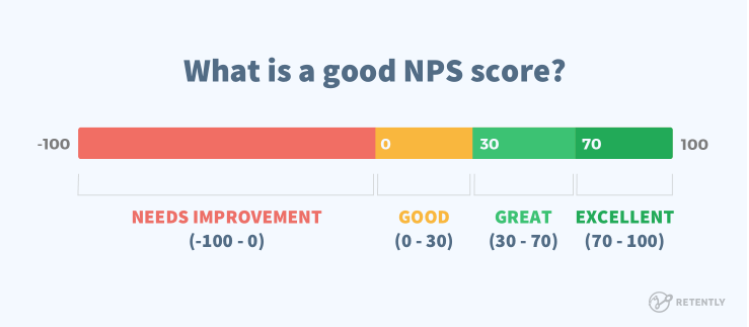 What is a good NPS score?
-100 0 30 70 100
NEEDS IMPROVEMENT GOOD GREAT EXCELLENT
(-100 - 0) (0 - 30) (30 - 70) (70 - 100)
RETENTLY